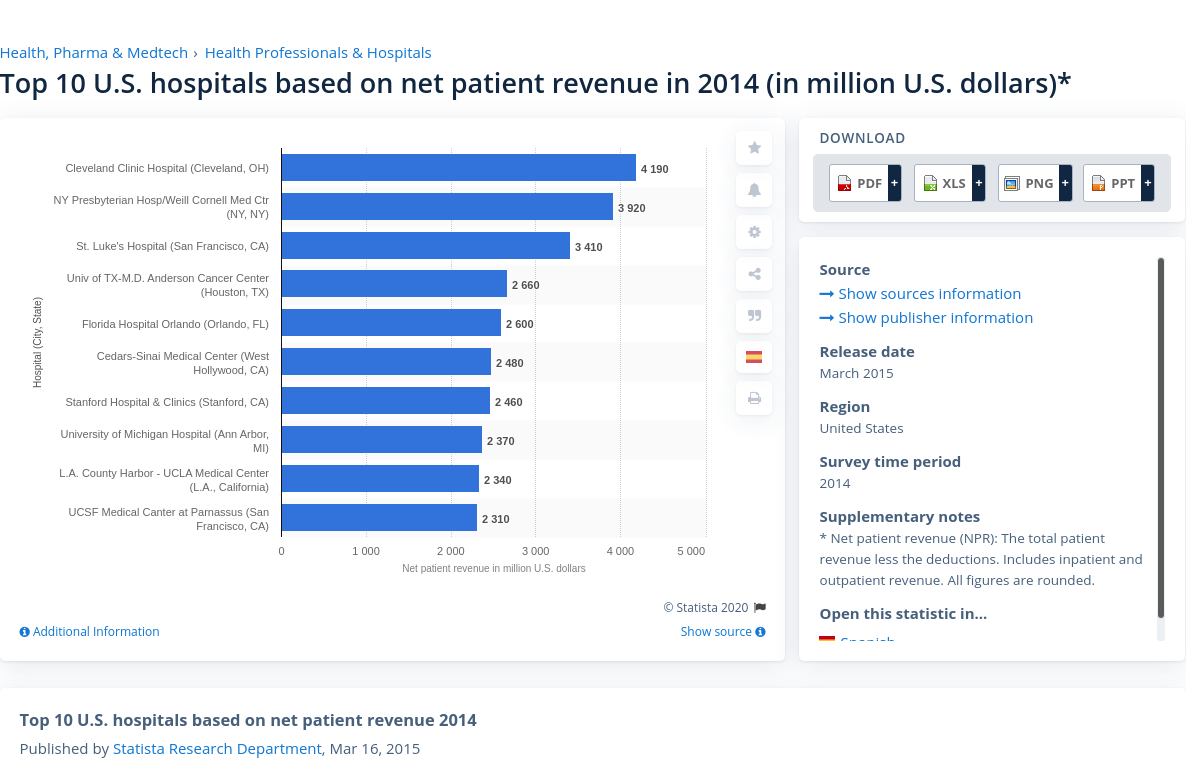 Health, Pharma & Medtech › Health Professionals & Hospitals
Top 10 U.S. hospitals based on net patient revenue in 2014 (in million U.S. dollars)*
Hospital (City, State)
Cleveland Clinic Hospital (Cleveland, OH)
4 190
NY Presbyterian Hosp/Weill Cornell Med Ctr
(NY, NY)
3 920
St. Luke's Hospital (San Francisco, CA)
3 410
Univ of TX-M.D. Anderson Cancer Center
(Houston, TX)
2 660
Florida Hospital Orlando (Orlando, FL)
2 600
Cedars-Sinai Medical Center (West
Hollywood, CA)
2 480
Stanford Hospital & Clinics (Stanford, CA)
2 460
University of Michigan Hospital (Ann Arbor,
MI)
2 370
L.A. County Harbor - UCLA Medical Center
(L.A., California)
2 340
UCSF Medical Canter at Parnassus (San
Francisco, CA)
2 310
0 1 000 2 000 3 000 4 000 5 000
Net patient revenue in million U.S. dollars
© Statista 2020
Additional Information
Show source
DOWNLOAD
PDF + XLS + PNG + PPT +
Source
Show sources information
Show publisher information
Release date
March 2015
Region
United States
Survey time period
2014
Supplementary notes
* Net patient revenue (NPR): The total patient
revenue less the deductions. Includes inpatient and
outpatient revenue. All figures are rounded.
Open this statistic in...
Spanish
Top 10 U.S. hospitals based on net patient revenue 2014
Published by Statista Research Department, Mar 16, 2015